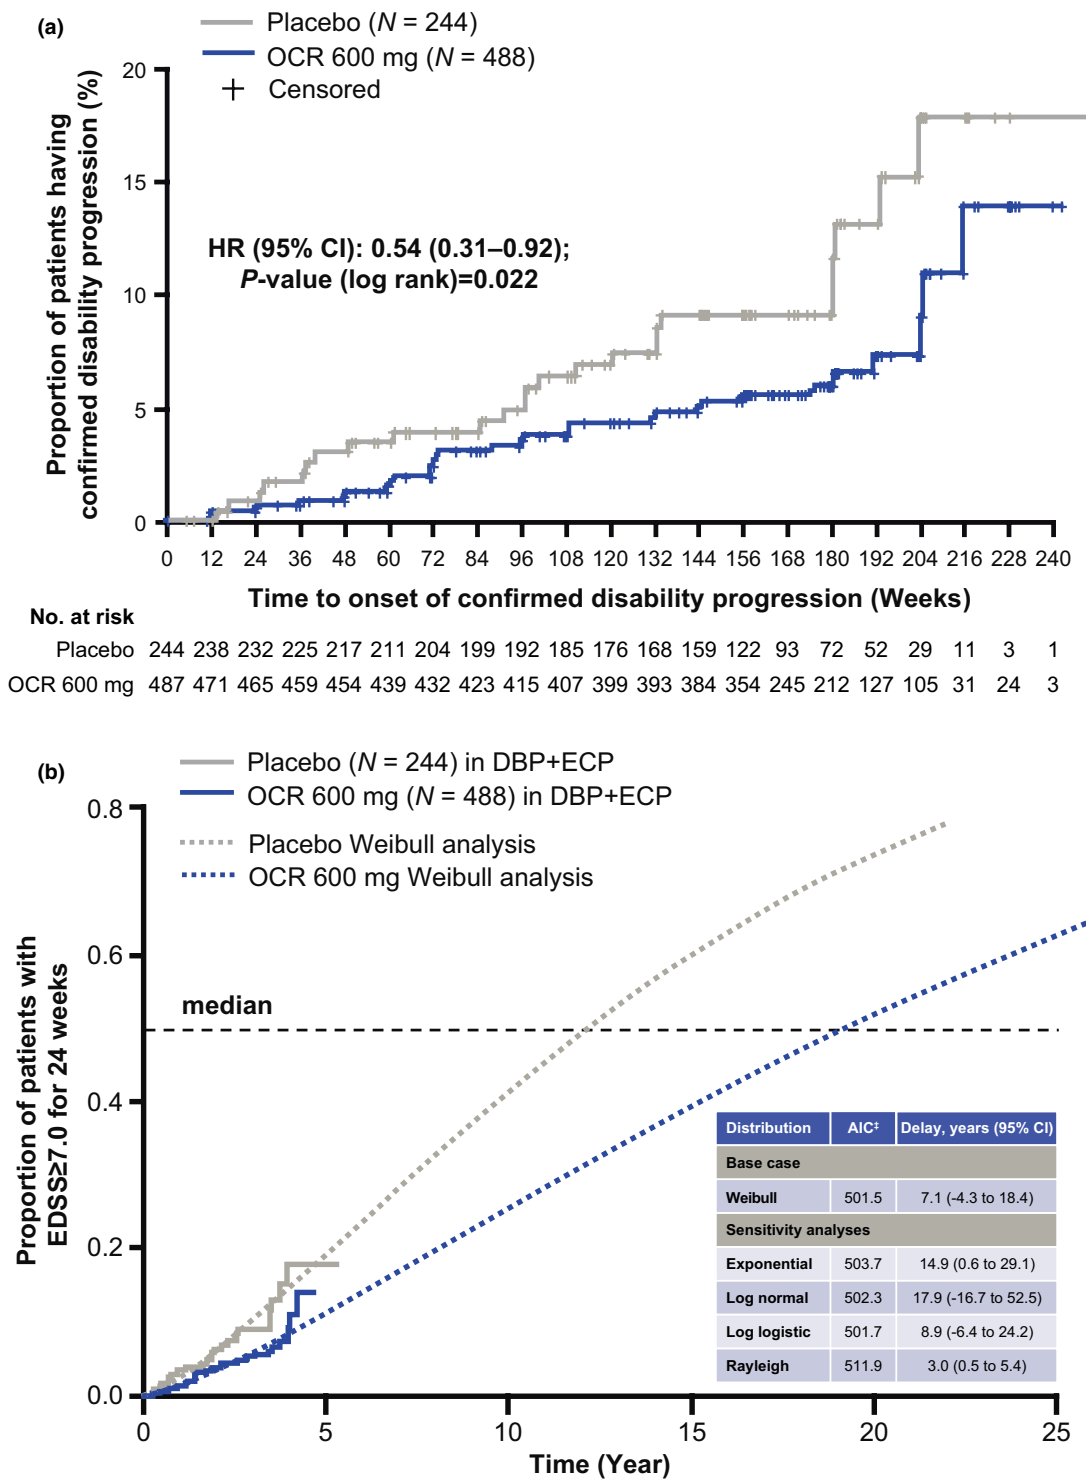 (a)
Placebo (N = 244)
OCR 600 mg (N = 488)
Censored
Proportion of patients having
confirmed disability progression (%)
20
15
10
5
0
HR (95% CI): 0.54 (0.31–0.92);
P-value (log rank)=0.022
0 12 24 36 48 60 72 84 96 108 120 132 144 156 168 180 192 204 216 228 240
Time to onset of confirmed disability progression (Weeks)
No. at risk
Placebo 244 238 232 225 217 211 204 199 192 185 176 168 159 122 93 72 52 29 11 3 1
OCR 600 mg 487 471 465 459 454 439 432 423 415 407 399 393 384 354 245 212 127 105 31 24 3
(b)
Placebo (N = 244) in DBP+ECP
OCR 600 mg (N = 488) in DBP+ECP
Placebo Weibull analysis
OCR 600 mg Weibull analysis
Proportion of patients with
EDSS≥7.0 for 24 weeks
0.8
0.6
0.4
0.2
0.0
median
Distribution AIC‡ Delay, years (95% CI)
Base case
Weibull 501.5 7.1 (-4.3 to 18.4)
Sensitivity analyses
Exponential 503.7 14.9 (0.6 to 29.1)
Log normal 502.3 17.9 (-16.7 to 52.5)
Log logistic 501.7 8.9 (-6.4 to 24.2)
Rayleigh 511.9 3.0 (0.5 to 5.4)
0 5 10 15 20 25
Time (Year)